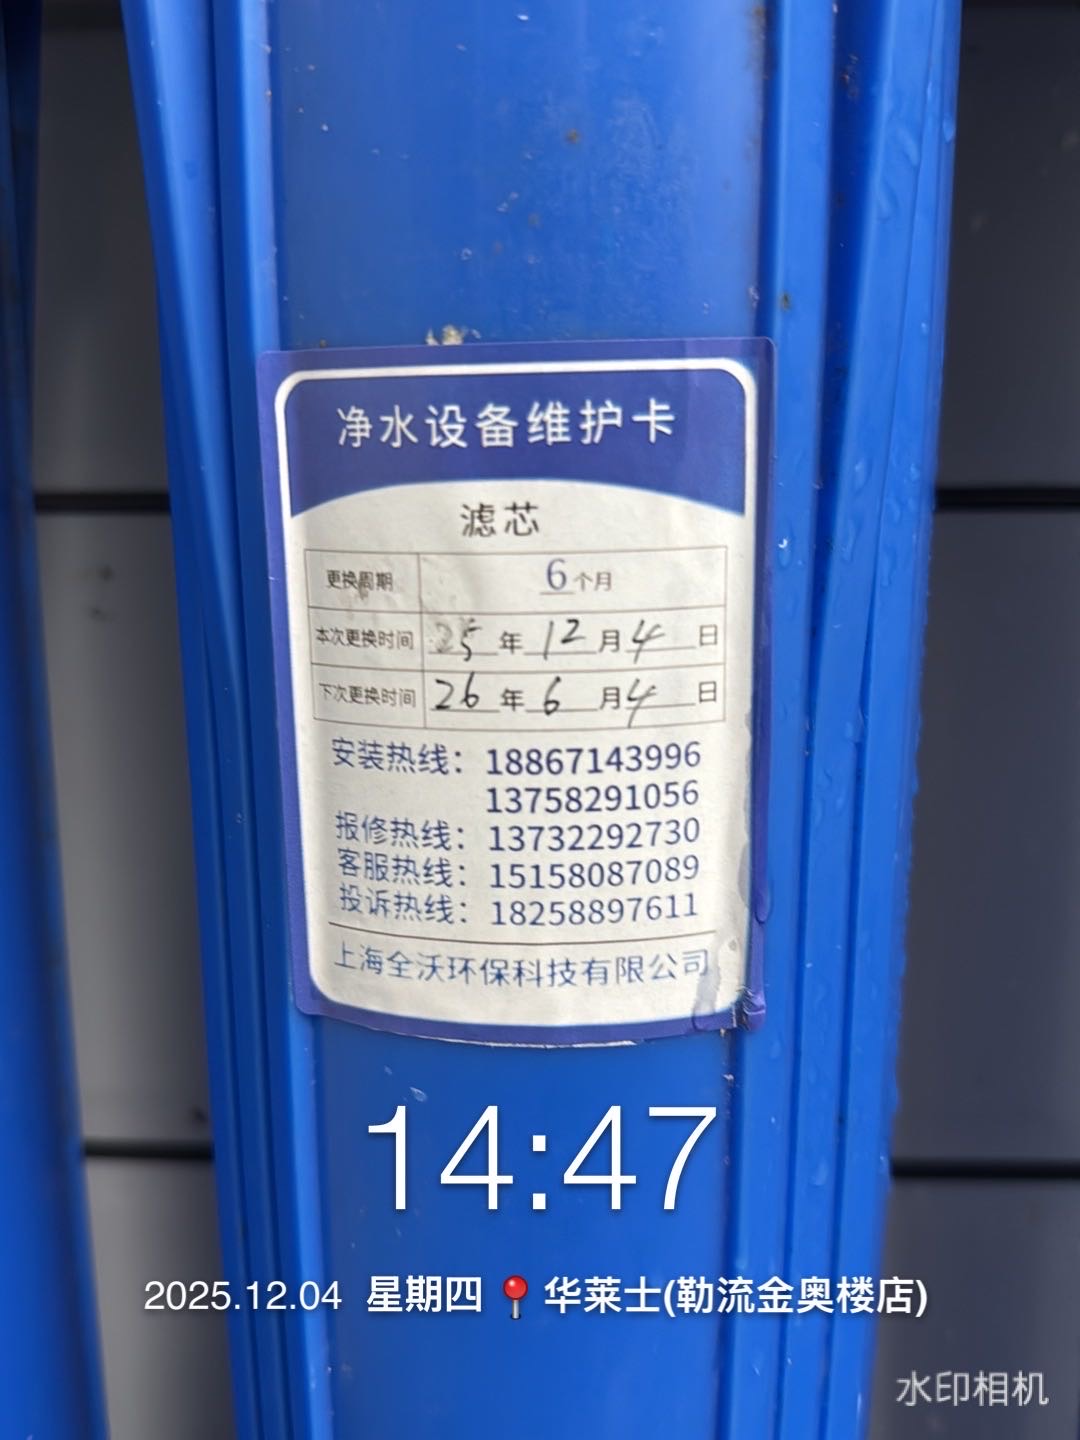 净水设备维护卡
滤芯
更换周期 6个月
本次更换时间 25年12月4日
下次更换时间 26年6月4日
安装热线：18867143996
13758291056
报修热线：13732292730
客服热线：15158087089
投诉热线：18258897611
上海全沃环保科技有限公司
14:47
2025.12.04 星期四 📍 华莱士(勒流金奥楼店)
水印相机